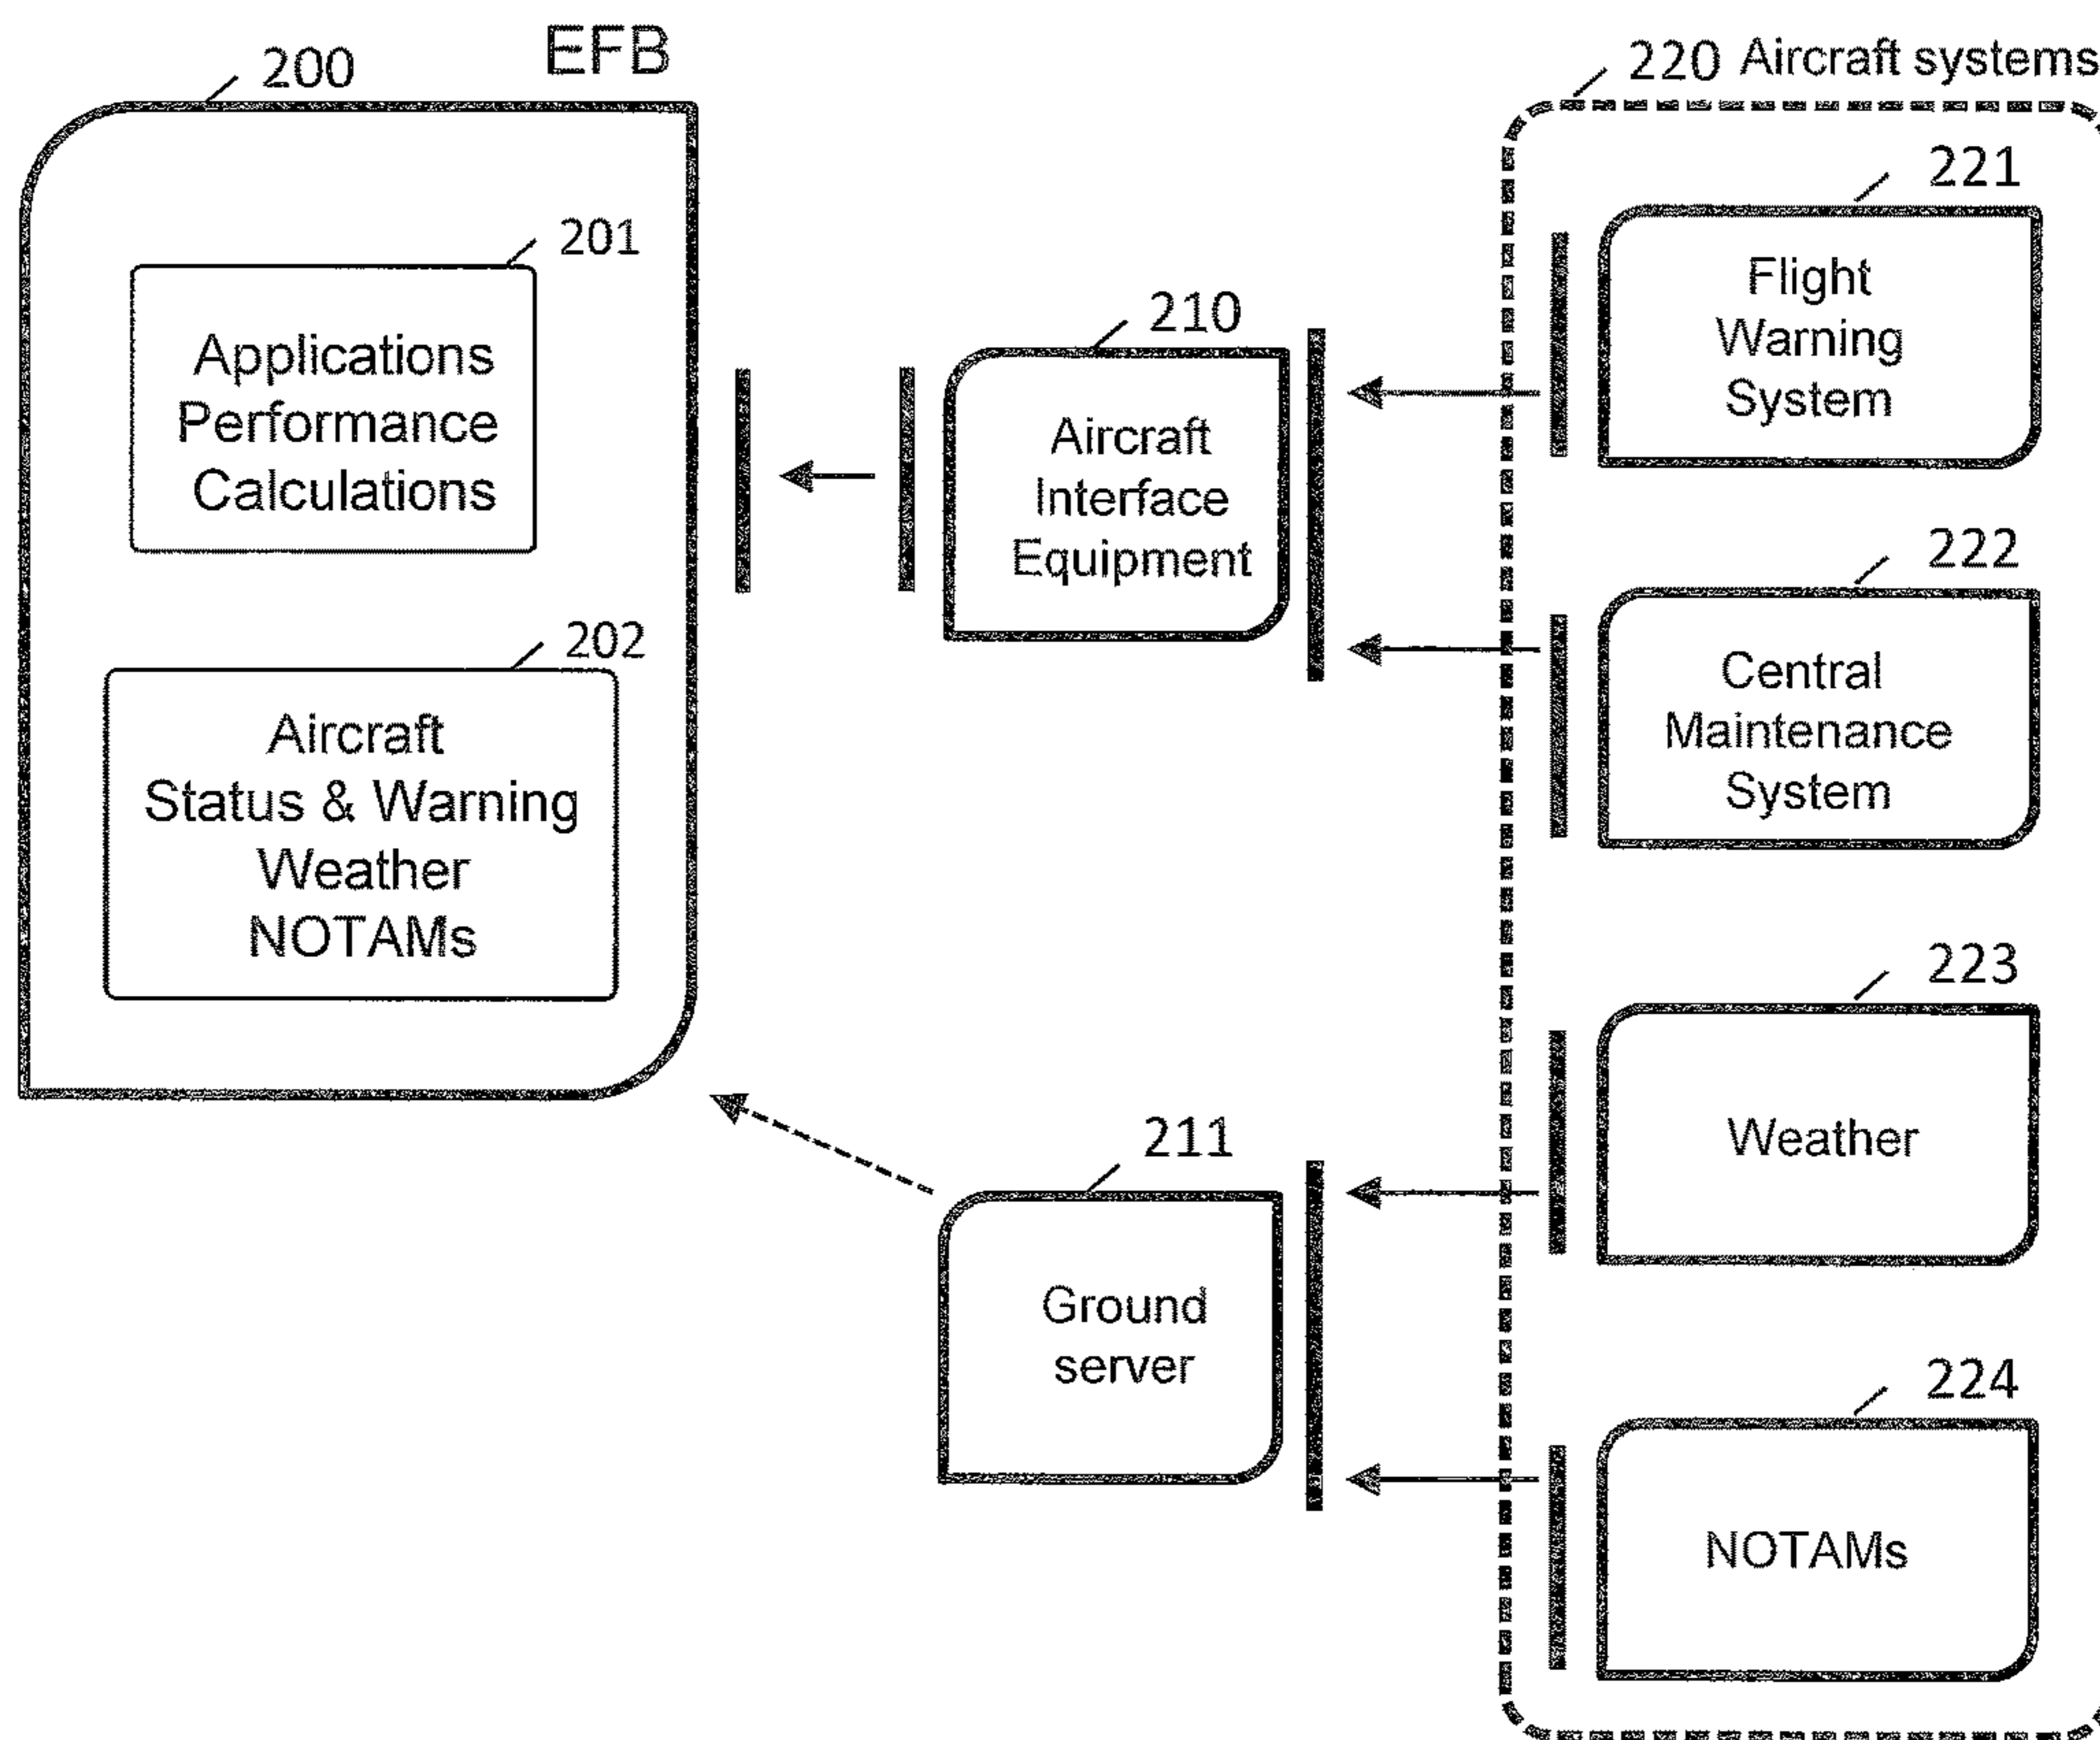 EFB
200
201
Applications
Performance
Calculations
202
Aircraft
Status & Warning
Weather
NOTAMs
210
Aircraft
Interface
Equipment
211
Ground
server
220 Aircraft systems
221
Flight
Warning
System
222
Central
Maintenance
System
223
Weather
224
NOTAMs